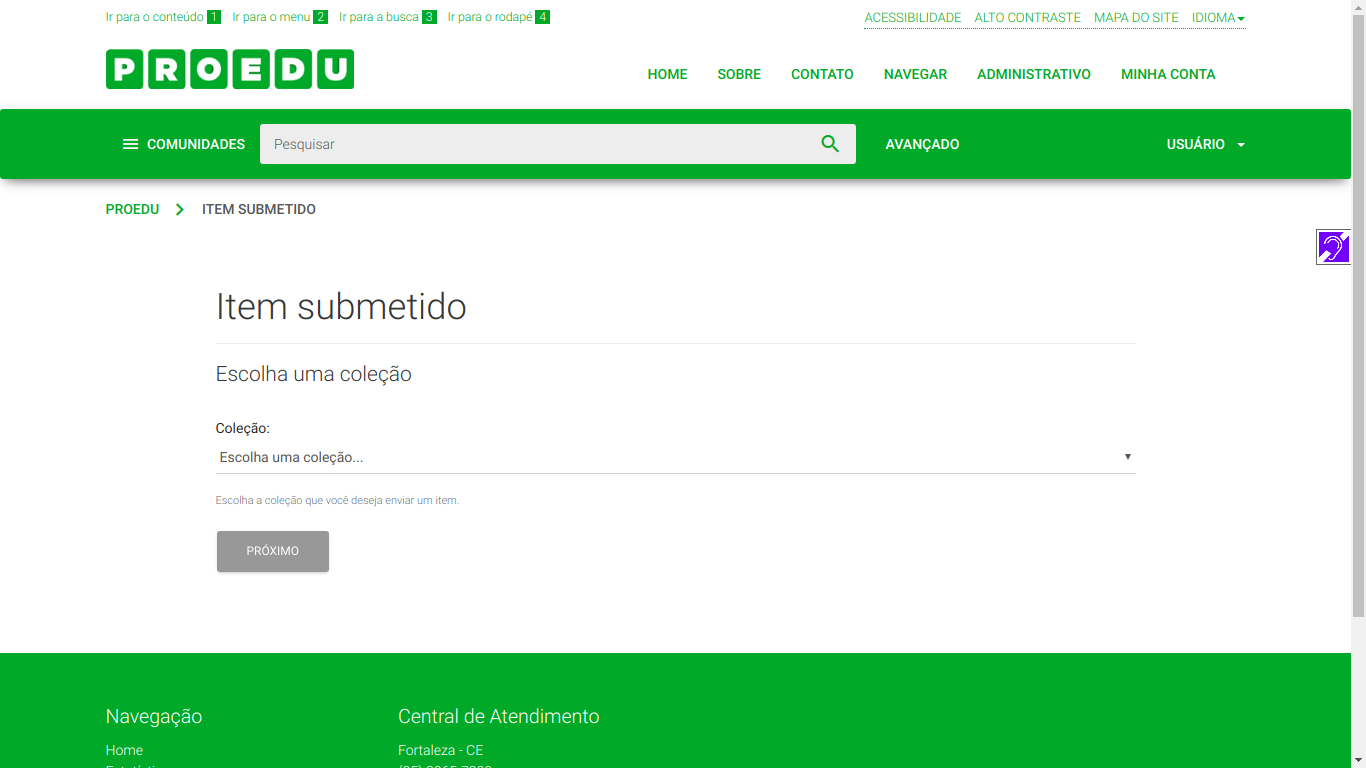 Ir para o conteúdo 1 Ir para o menu 2 Ir para a busca 3 Ir para o rodapé 4
ACESSIBILIDADE ALTO CONTRASTE MAPA DO SITE IDIOMA
PROEDU
HOME SOBRE CONTATO NAVEGAR ADMINISTRATIVO MINHA CONTA
COMUNIDADES Pesquisar AVANÇADO USUÁRIO
PROEDU ITEM SUBMETIDO
Item submetido
Escolha uma coleção
Coleção:
Escolha uma coleção...
Escolha a coleção que você deseja enviar um item.
PRÓXIMO
Navegação
Home
Central de Atendimento
Fortaleza - CE